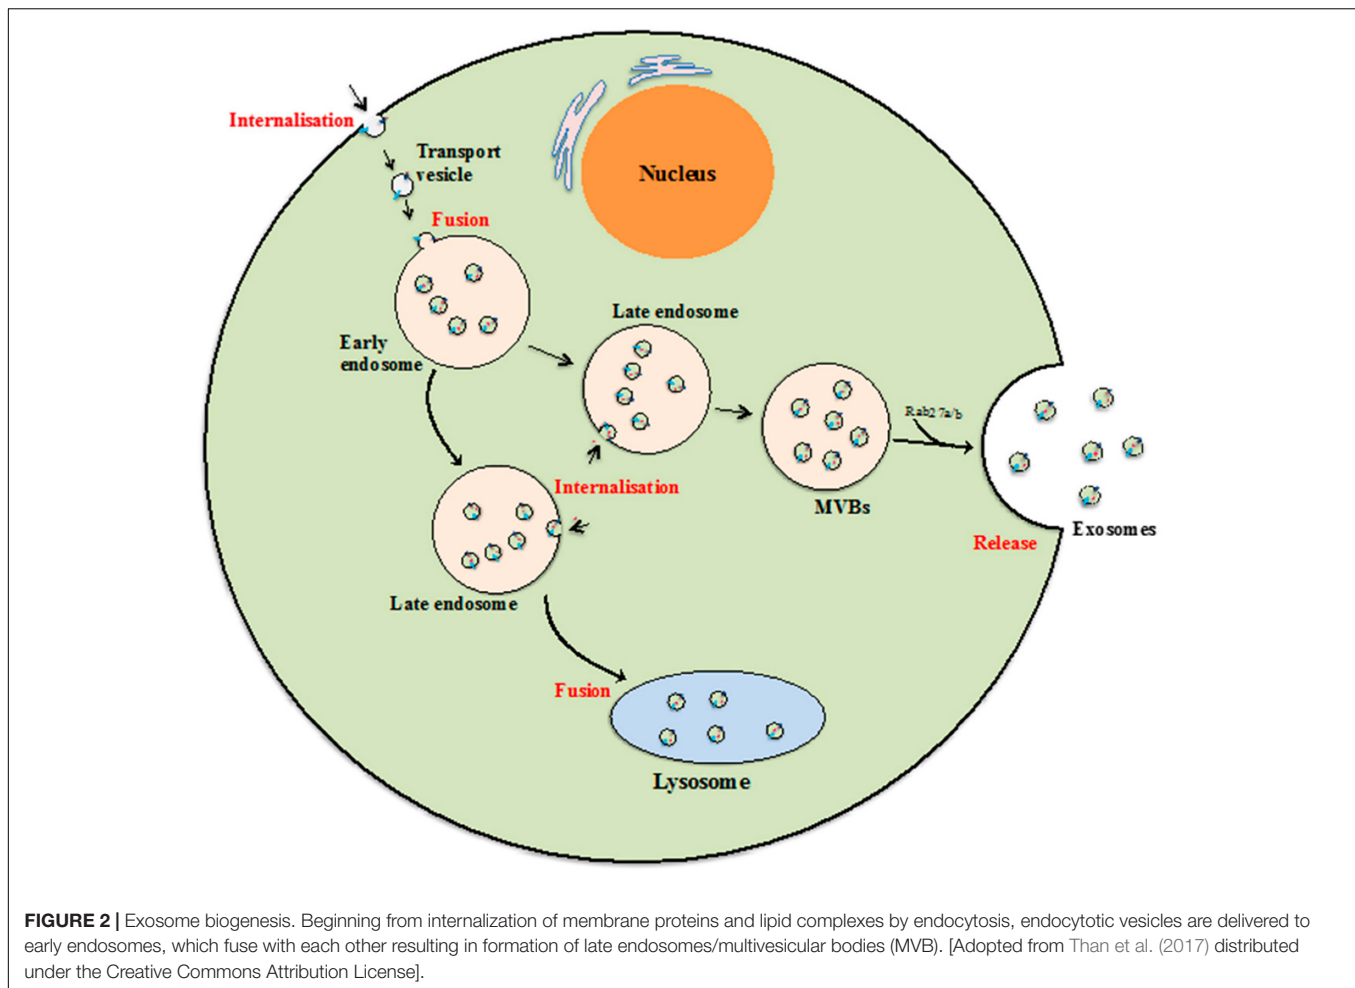 Internalisation
Transport
vesicle
Fusion
Nucleus
Early
endosome
Late endosome
Rab27a/b
MVBs
Internalisation
Late endosome
Release
Exosomes
Fusion
Lysosome
FIGURE 2 | Exosome biogenesis. Beginning from internalization of membrane proteins and lipid complexes by endocytosis, endocytotic vesicles are delivered to
early endosomes, which fuse with each other resulting in formation of late endosomes/multivesicular bodies (MVB). [Adopted from Than et al. (2017) distributed
under the Creative Commons Attribution License].